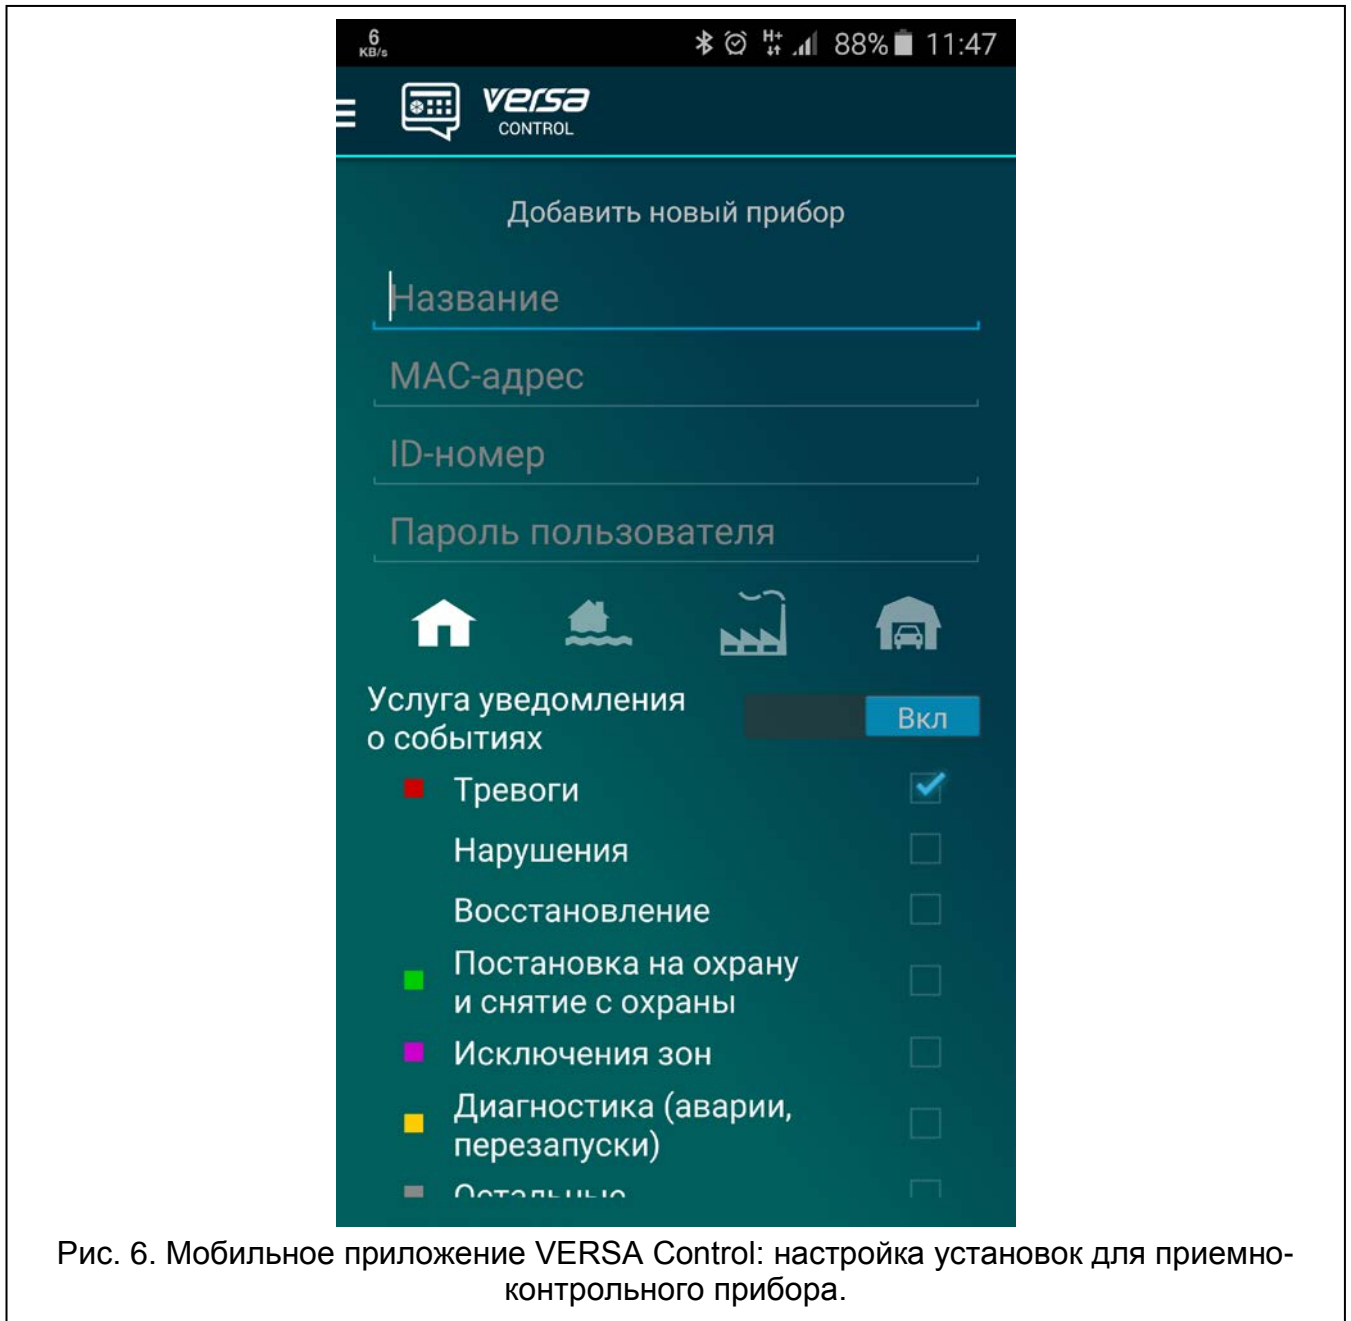 6
KB/s
H+
88%
11:47
versa
CONTROL
Добавить новый прибор
Название
MAC-адрес
ID-номер
Пароль пользователя
Услуга уведомления
о событиях
Вкл
Тревоги
Нарушения
Восстановление
Постановка на охрану
и снятие с охраны
Исключения зон
Диагностика (аварии,
перезапуски)
Остальные
Рис. 6. Мобильное приложение VERSA Control: настройка установок для приемно-
контрольного прибора.